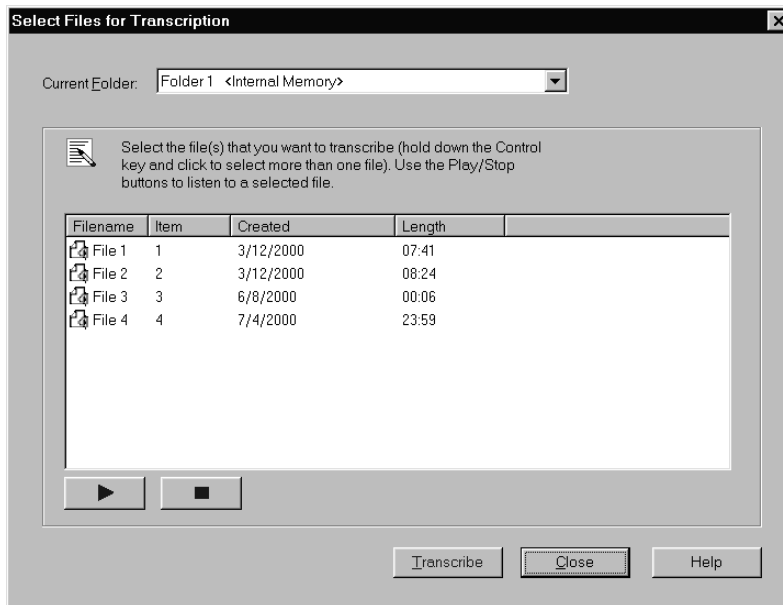 Select Files for Transcription
Current Folder: Folder 1 <Internal Memory>
Select the file(s) that you want to transcribe (hold down the Control
key and click to select more than one file). Use the Play/Stop
buttons to listen to a selected file.
Filename Item Created Length
File 1 1 3/12/2000 07:41
File 2 2 3/12/2000 08:24
File 3 3 6/8/2000 00:06
File 4 4 7/4/2000 23:59
Transcribe Close Help